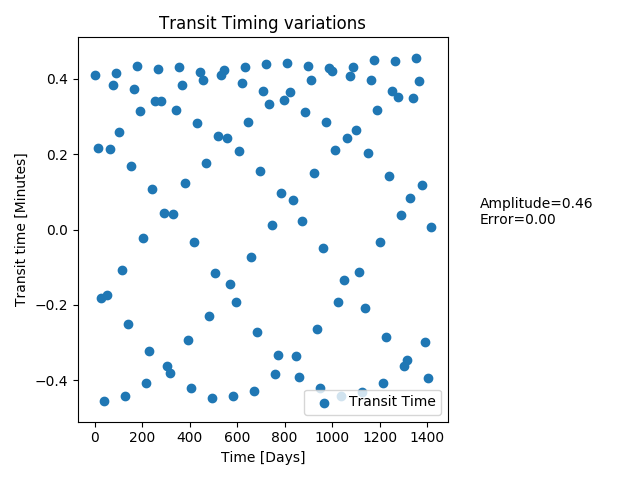 Transit Timing variations
Transit time [Minutes]
0.4
0.2
0.0
−0.2
−0.4
Amplitude=0.46
Error=0.00
Transit Time
0 200 400 600 800 1000 1200 1400
Time [Days]